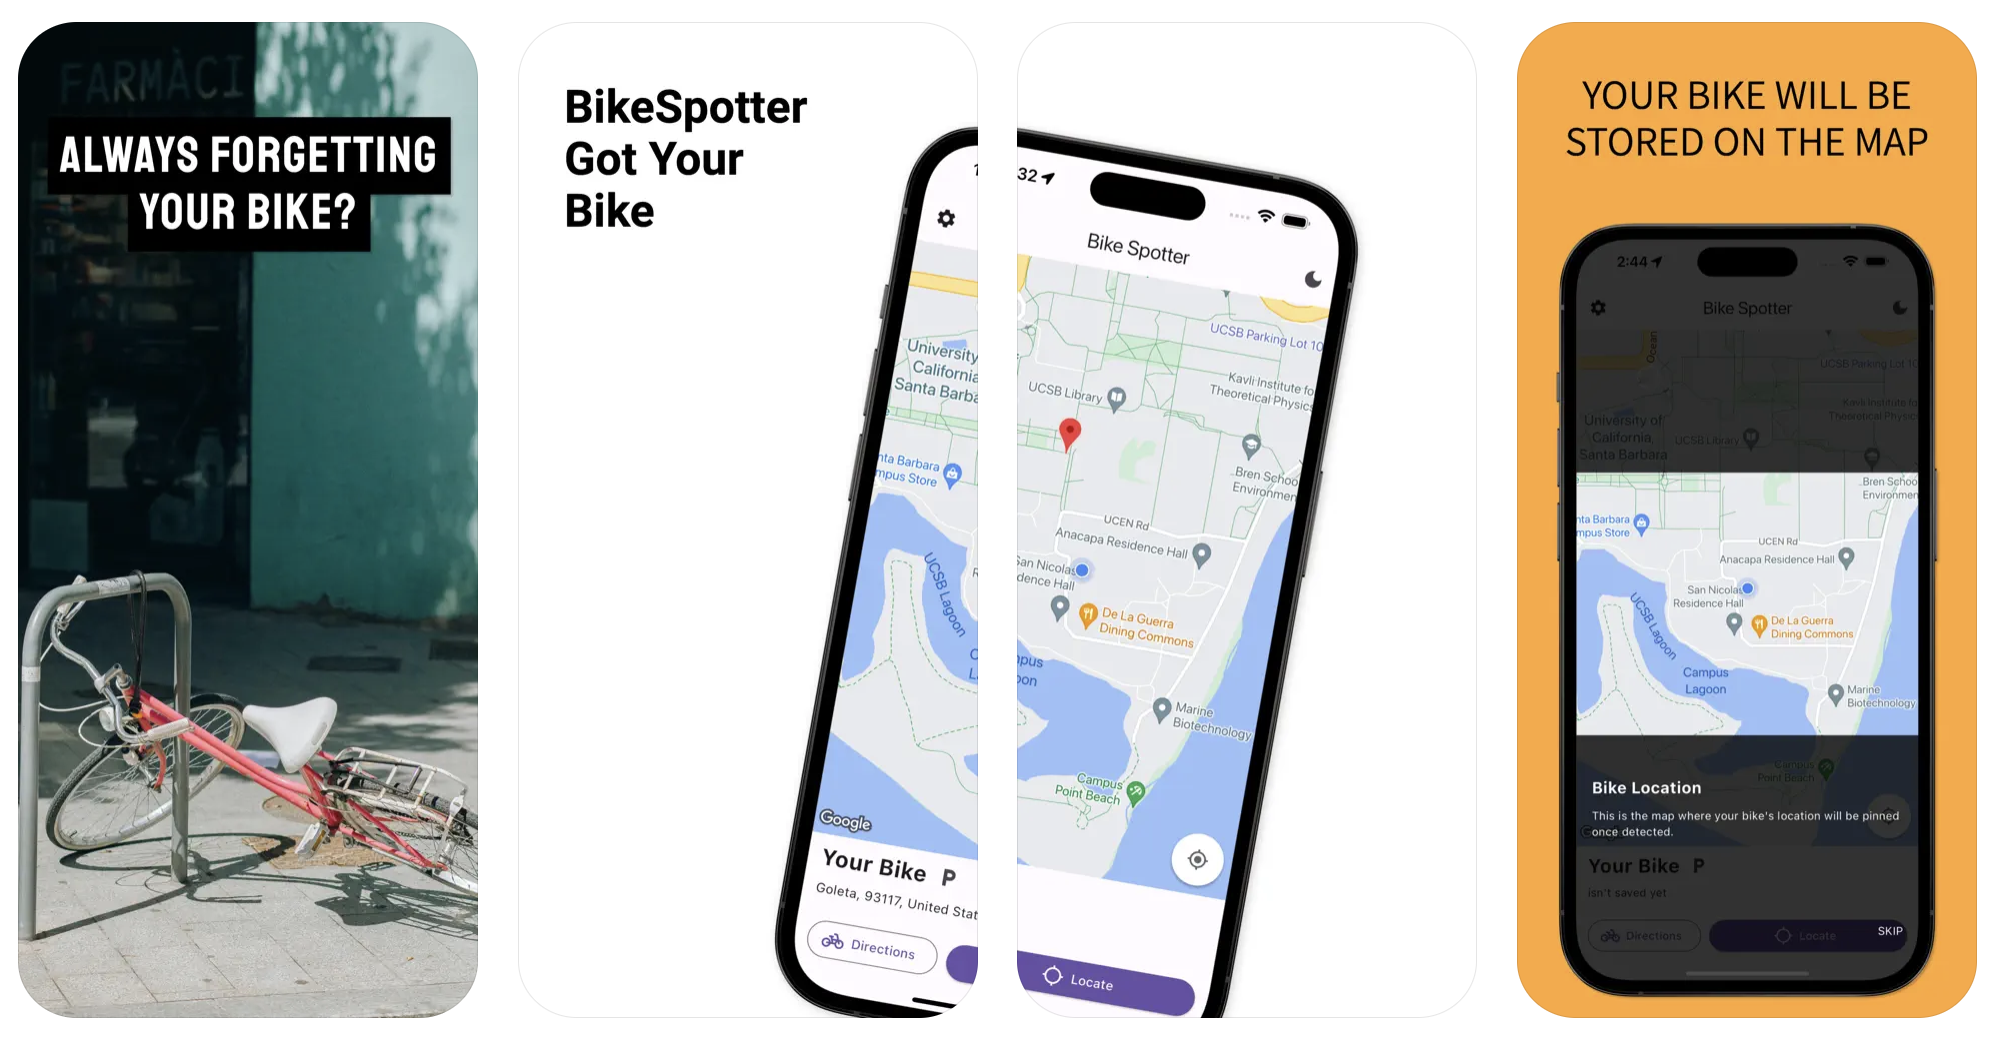 FARMÀCI
ALWAYS FORGETTING
YOUR BIKE?
BikeSpotter
Got Your
Bike
32
Bike Spotter
UCSB Parking Lot 10
University
California
Santa Barba
UCSB Library
Kavli Institute fo
Theoretical Physics
nta Barbara
mpus Store
Bren Schoo
Environmen
UCEN Rd
Anacapa Residence Hall
San Nicolas
dence Hall
De La Guerra
Dining Commons
UCSB Lagoon
mpus
oon
Marine
Biotechnology
Campus
Point Beach
Google
Your Bike P
Goleta, 93117, United Stat
Directions
Locate
YOUR BIKE WILL BE
STORED ON THE MAP
2:44
Bike Spotter
Ocean
UCSB Parking Lot 10
Kavli Institute fo
Theoretical Physics
University of
California
Santa Barbara
UCSB Library
Bren Schoo
Environmen
nta Barbara
mpus Store
UCEN Rd
Anacapa Residence Hall
San Nicolas
Residence Hall
De La Guerra
Dining Commons
UCSB Lagoon
Campus
Lagoon
Marine
Biotechnology
Campus
Point Beach
Bike Location
This is the map where your bike's location will be pinned
once detected.
Your Bike P
isn't saved yet
Directions
Locate
SKIP